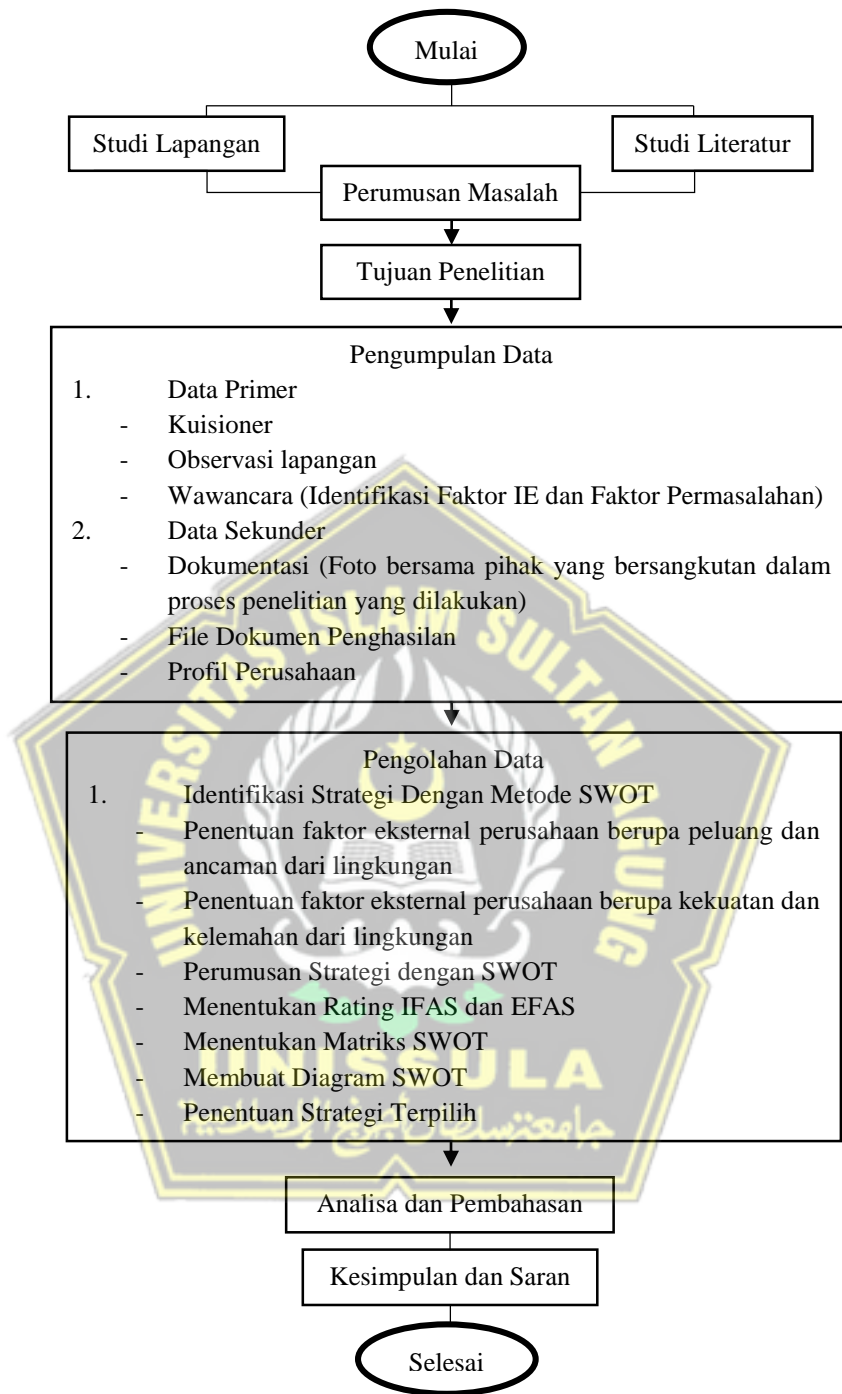 Mulai
Studi Lapangan
Studi Literatur
Perumusan Masalah
Tujuan Penelitian
Pengumpulan Data
1. Data Primer
- Kuisioner
- Observasi lapangan
- Wawancara (Identifikasi Faktor IE dan Faktor Permasalahan)
2. Data Sekunder
- Dokumentasi (Foto bersama pihak yang bersangkutan dalam
proses penelitian yang dilakukan)
- File Dokumen Penghasilan
- Profil Perusahaan
Pengolahan Data
1. Identifikasi Strategi Dengan Metode SWOT
- Penentuan faktor eksternal perusahaan berupa peluang dan
ancaman dari lingkungan
- Penentuan faktor eksternal perusahaan berupa kekuatan dan
kelemahan dari lingkungan
- Perumusan Strategi dengan SWOT
- Menentukan Rating IFAS dan EFAS
- Menentukan Matriks SWOT
- Membuat Diagram SWOT
- Penentuan Strategi Terpilih
Analisa dan Pembahasan
Kesimpulan dan Saran
Selesai
UNIVERSITAS ISLAM SULTAN AGUNG
UNISSULA